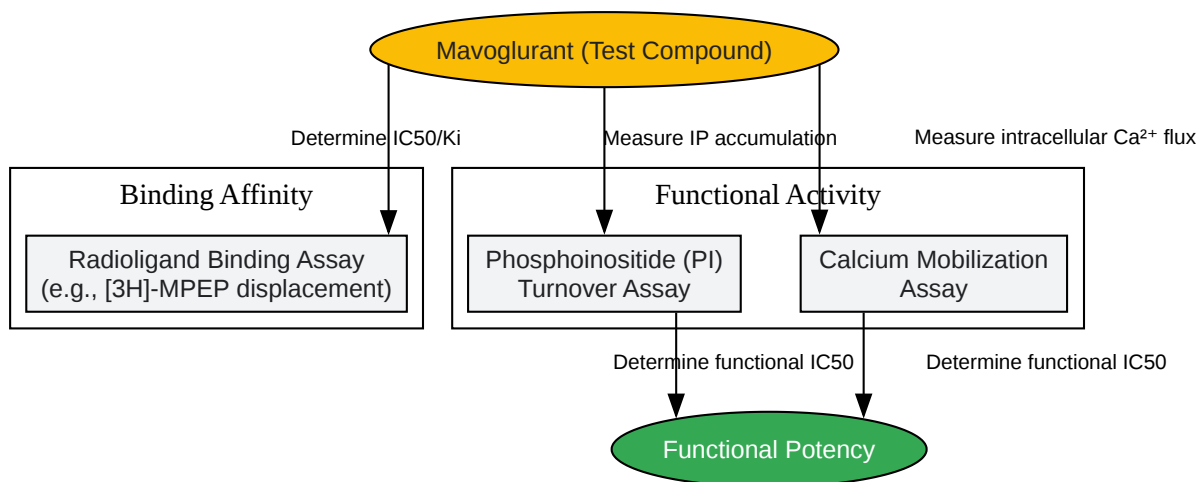 Mavoglurant (Test Compound)
Determine IC50/Ki
Measure IP accumulation
Measure intracellular Ca²⁺ flux
Binding Affinity
Functional Activity
Radioligand Binding Assay
(e.g., [3H]-MPEP displacement)
Phosphoinositide (PI)
Turnover Assay
Calcium Mobilization
Assay
Determine functional IC50
Determine functional IC50
Functional Potency